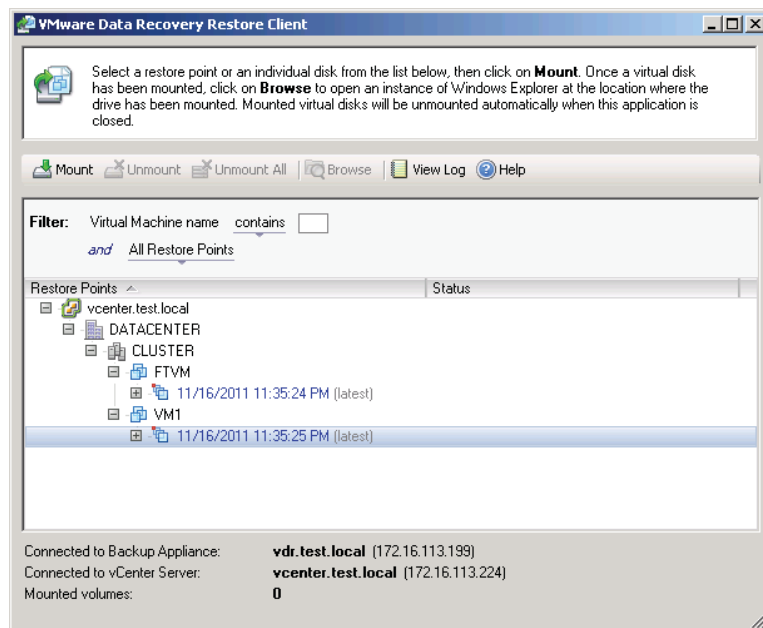 VMware Data Recovery Restore Client
Select a restore point or an individual disk from the list below, then click on Mount. Once a virtual disk
has been mounted, click on Browse to open an instance of Windows Explorer at the location where the
drive has been mounted. Mounted virtual disks will be unmounted automatically when this application is
closed.
Mount Unmount Unmount All Browse View Log Help
Filter: Virtual Machine name contains
and All Restore Points
Restore Points Status
vcenter.test.local
DATACENTER
CLUSTER
FTVM
11/16/2011 11:35:24 PM (latest)
VM1
11/16/2011 11:35:25 PM (latest)
Connected to Backup Appliance: vdr.test.local (172.16.113.199)
Connected to vCenter Server: vcenter.test.local (172.16.113.224)
Mounted volumes: 0